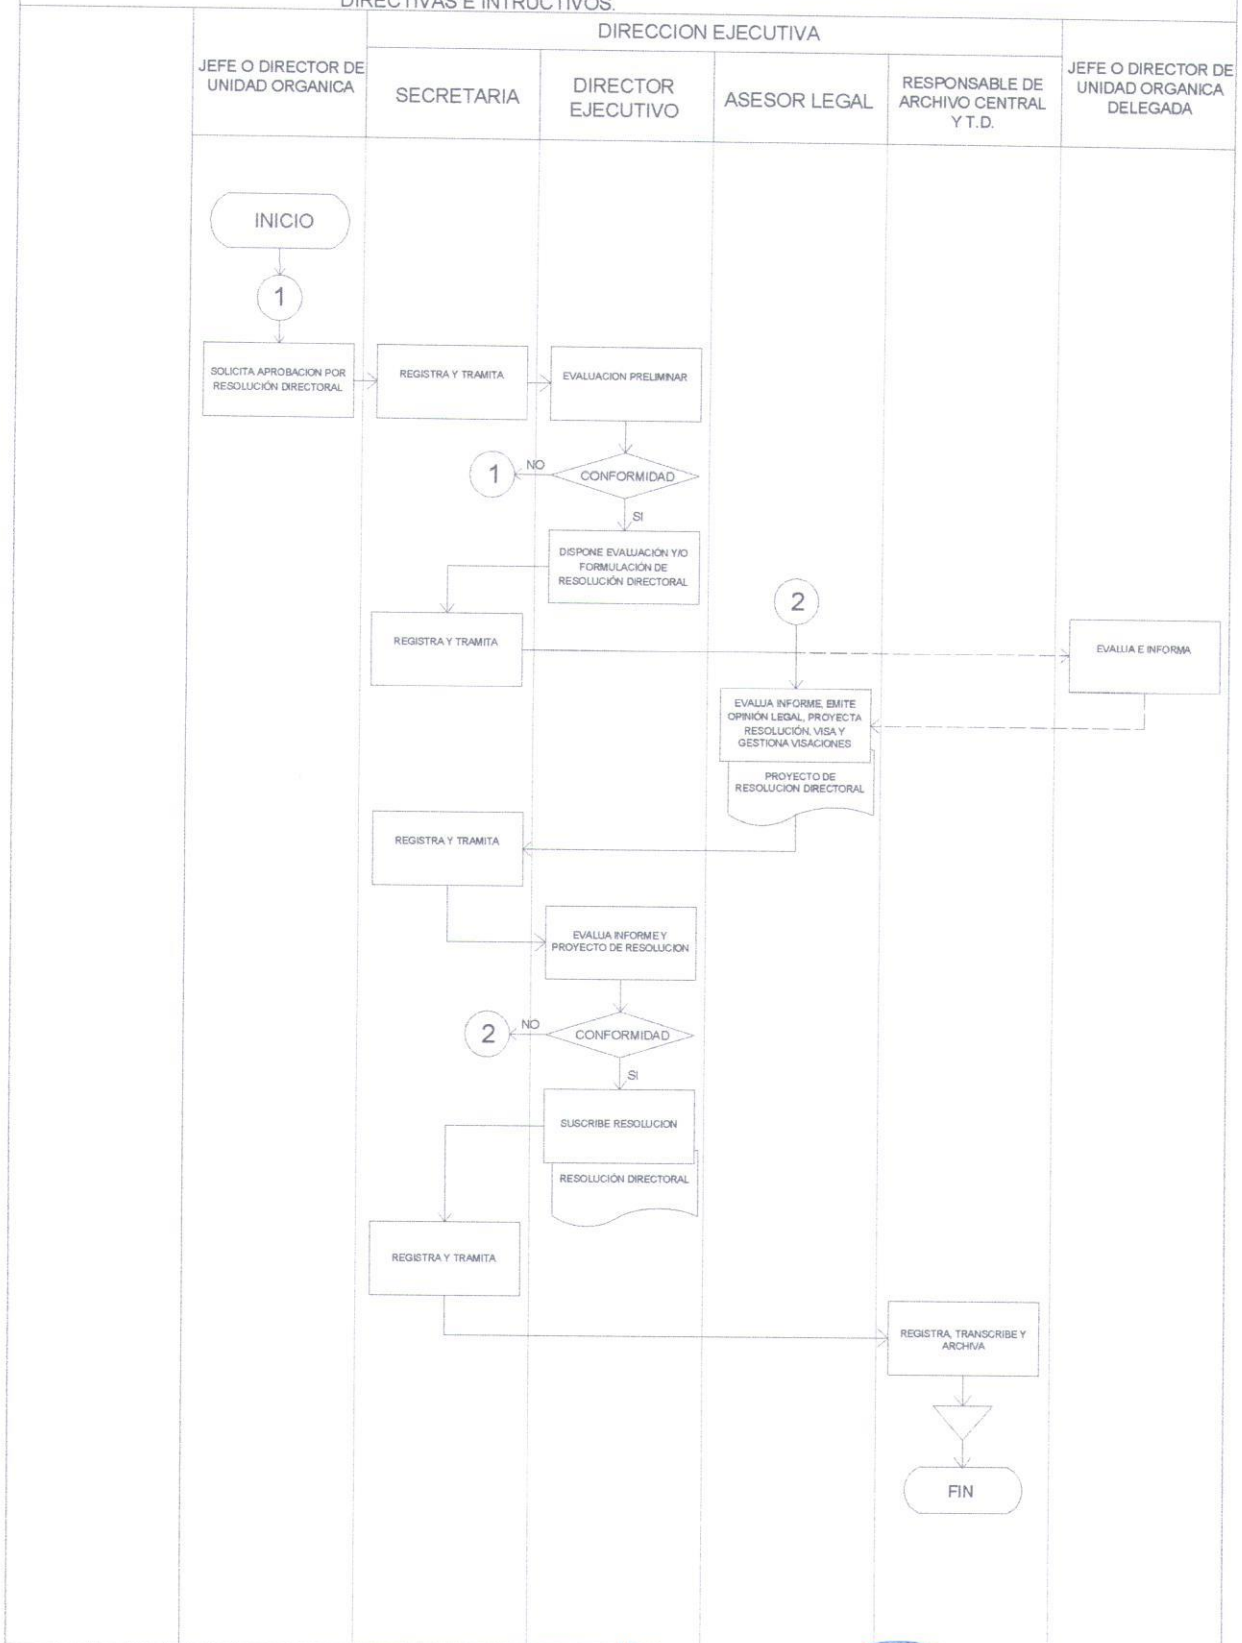 DIRECTIVAS E INTRUCTIVOS.
DIRECCION EJECUTIVA
JEFE O DIRECTOR DE
UNIDAD ORGANICA
SECRETARIA
DIRECTOR
EJECUTIVO
ASESOR LEGAL
RESPONSABLE DE
ARCHIVO CENTRAL
Y T.D.
JEFE O DIRECTOR DE
UNIDAD ORGANICA
DELEGADA
INICIO
1
SOLICITA APROBACION POR
RESOLUCIÓN DIRECTORAL
REGISTRA Y TRAMITA
EVALUACION PRELIMINAR
1
NO
CONFORMIDAD
SI
DISPONE EVALUACIÓN Y/O
FORMULACIÓN DE
RESOLUCIÓN DIRECTORAL
2
REGISTRA Y TRAMITA
EVALUA E INFORMA
EVALUA INFORME, EMITE
OPINIÓN LEGAL, PROYECTA
RESOLUCIÓN, VISA Y
GESTIONA VISACIONES
PROYECTO DE
RESOLUCION DIRECTORAL
REGISTRA Y TRAMITA
EVALUA INFORME Y
PROYECTO DE RESOLUCION
2
NO
CONFORMIDAD
SI
SUSCRIBE RESOLUCION
RESOLUCIÓN DIRECTORAL
REGISTRA Y TRAMITA
REGISTRA, TRANSCRIBE Y
ARCHIVA
FIN